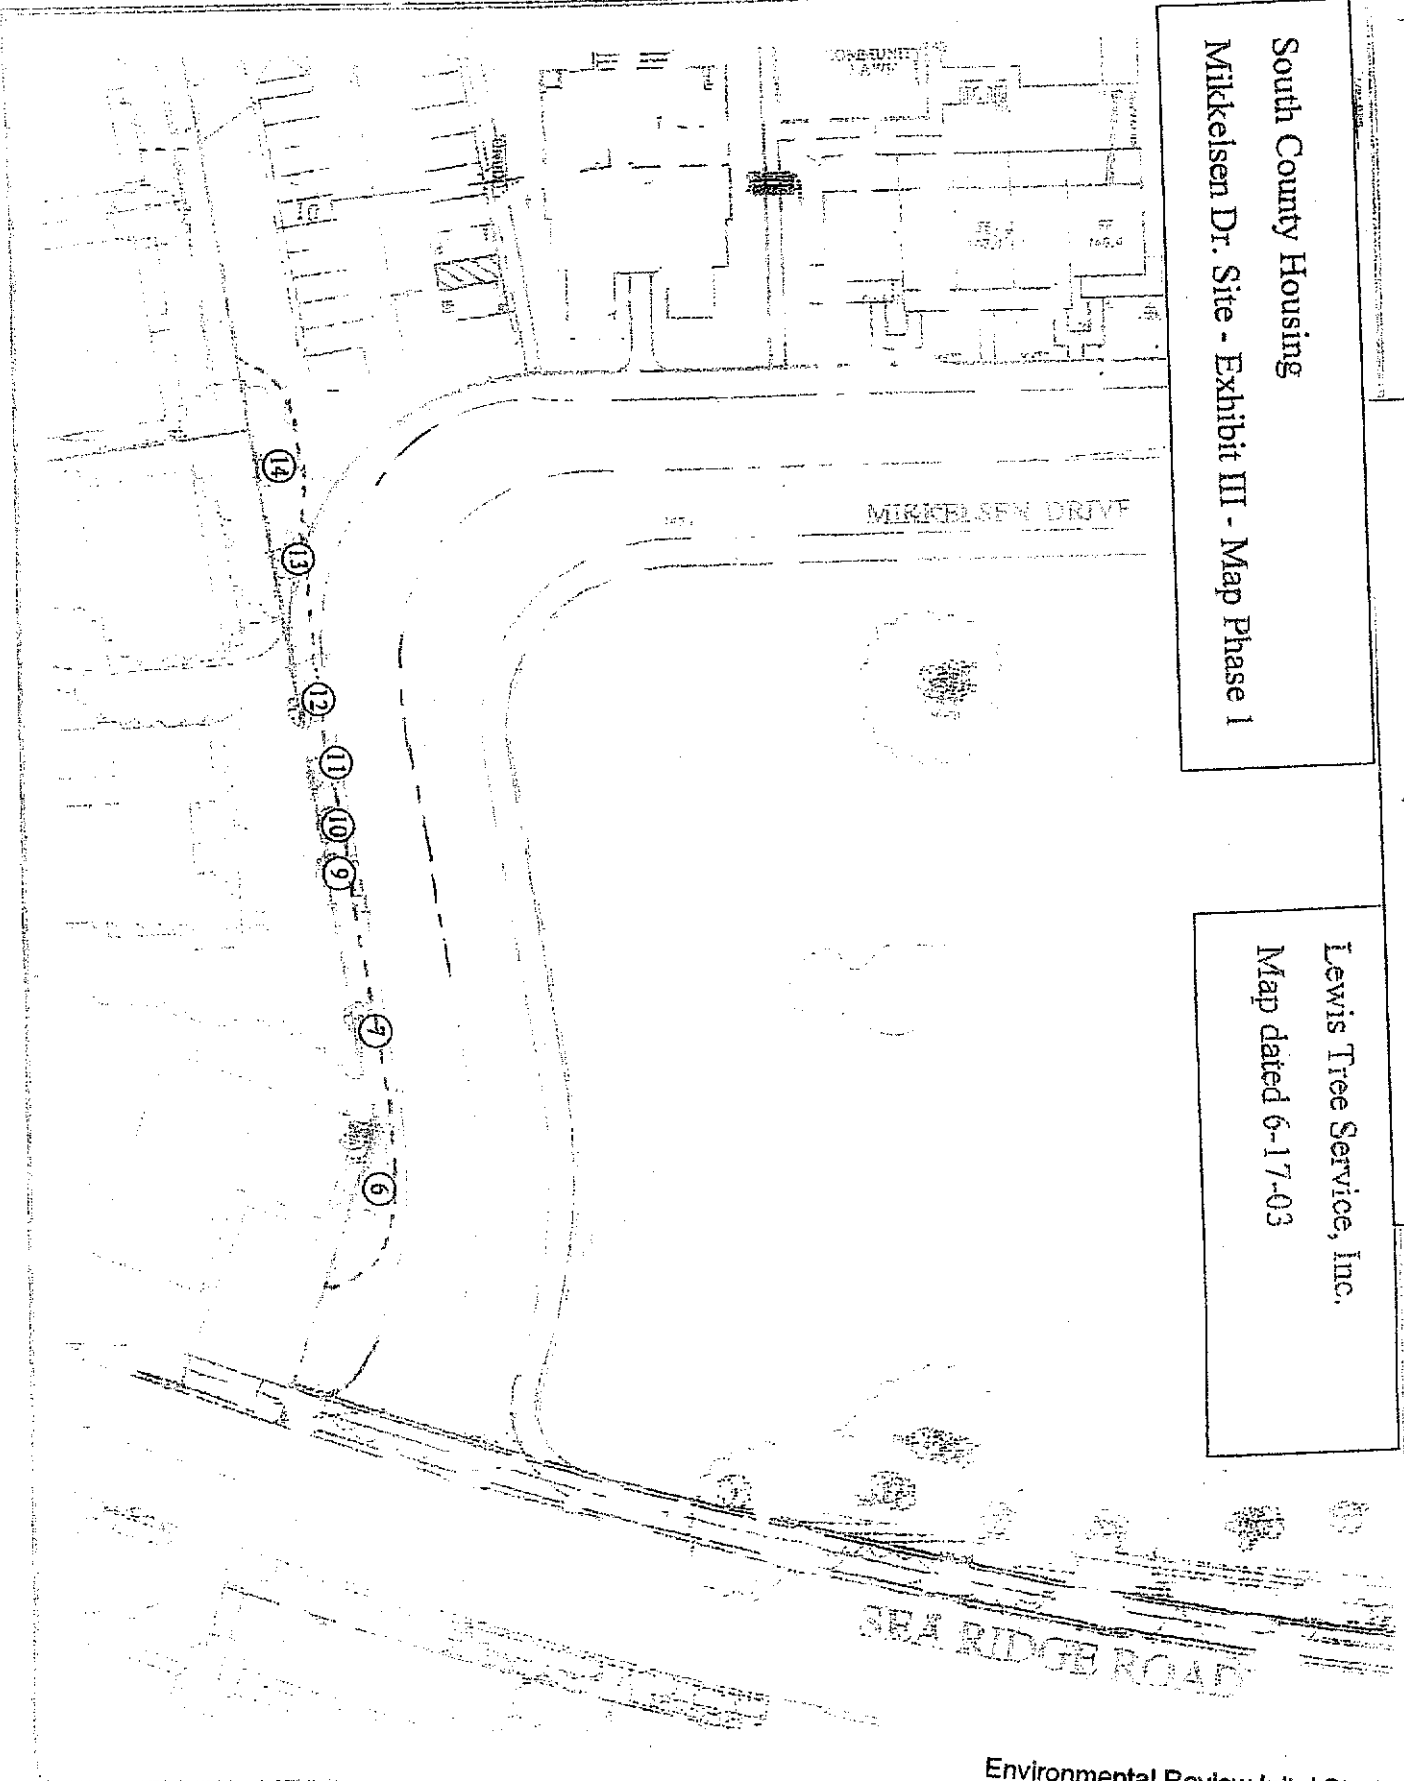 South County Housing
Mikkelsen Dr. Site - Exhibit III - Map Phase 1
Lewis Tree Service, Inc.
Map dated 6-17-03
COMMUNITY
MIKKELSEN DRIVE
14
13
12
11
10
9
7
6
SEA RIDGE ROAD
Environmental Review